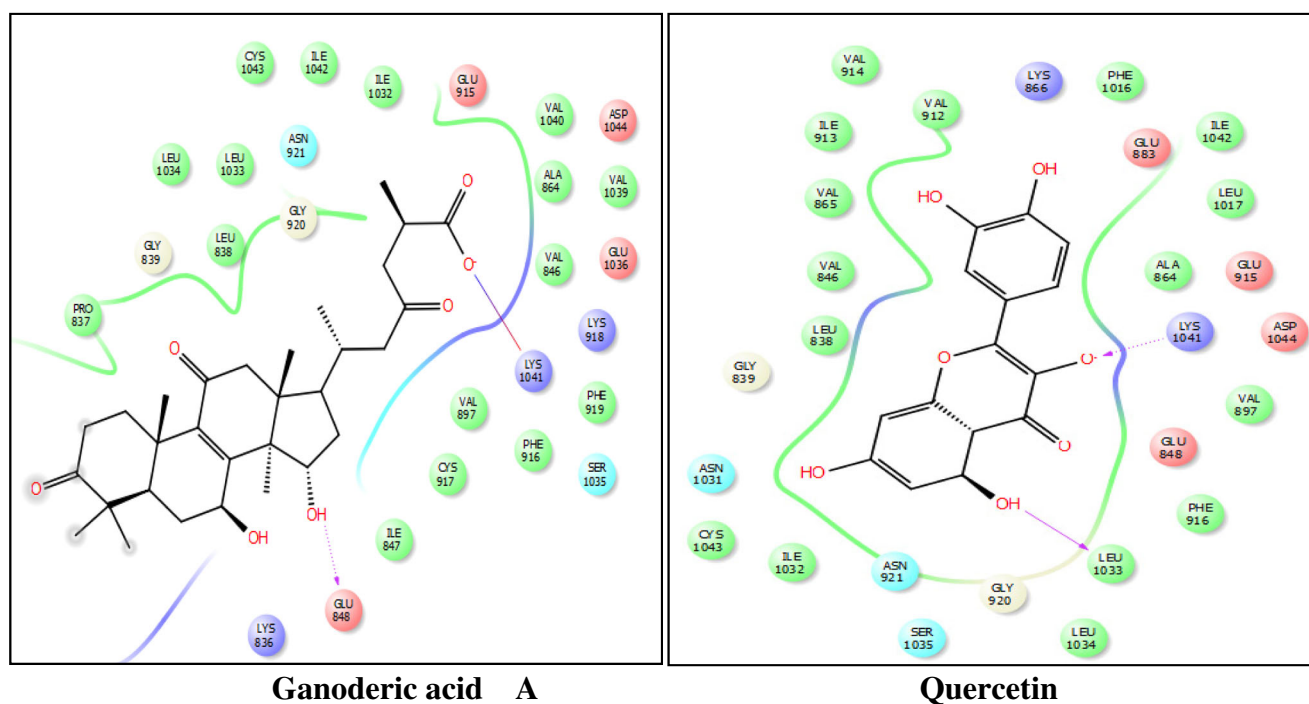 CYS 1043
ILE 1042
ILE 1032
GLU 915
VAL 1040
ASP 1044
ASN 921
LEU 1034
LEU 1033
ALA 864
VAL 1039
GLY 920
GLY 839
LEU 838
VAL 846
GLU 1036
PRO 837
LYS 918
LYS 1041
VAL 897
PHE 919
PHE 916
CYS 917
SER 1035
ILE 847
GLU 848
LYS 836
O
O-
O
O
O
OH
OH
Ganoderic acid A
VAL 914
LYS 866
PHE 1016
VAL 912
ILE 913
GLU 883
ILE 1042
VAL 865
LEU 1017
VAL 846
ALA 864
GLU 915
LEU 838
LYS 1041
ASP 1044
GLY 839
VAL 897
GLU 848
ASN 1031
PHE 916
CYS 1043
ILE 1032
ASN 921
LEU 1033
GLY 920
SER 1035
LEU 1034
OH
HO
O
O-
O
HO
OH
Quercetin